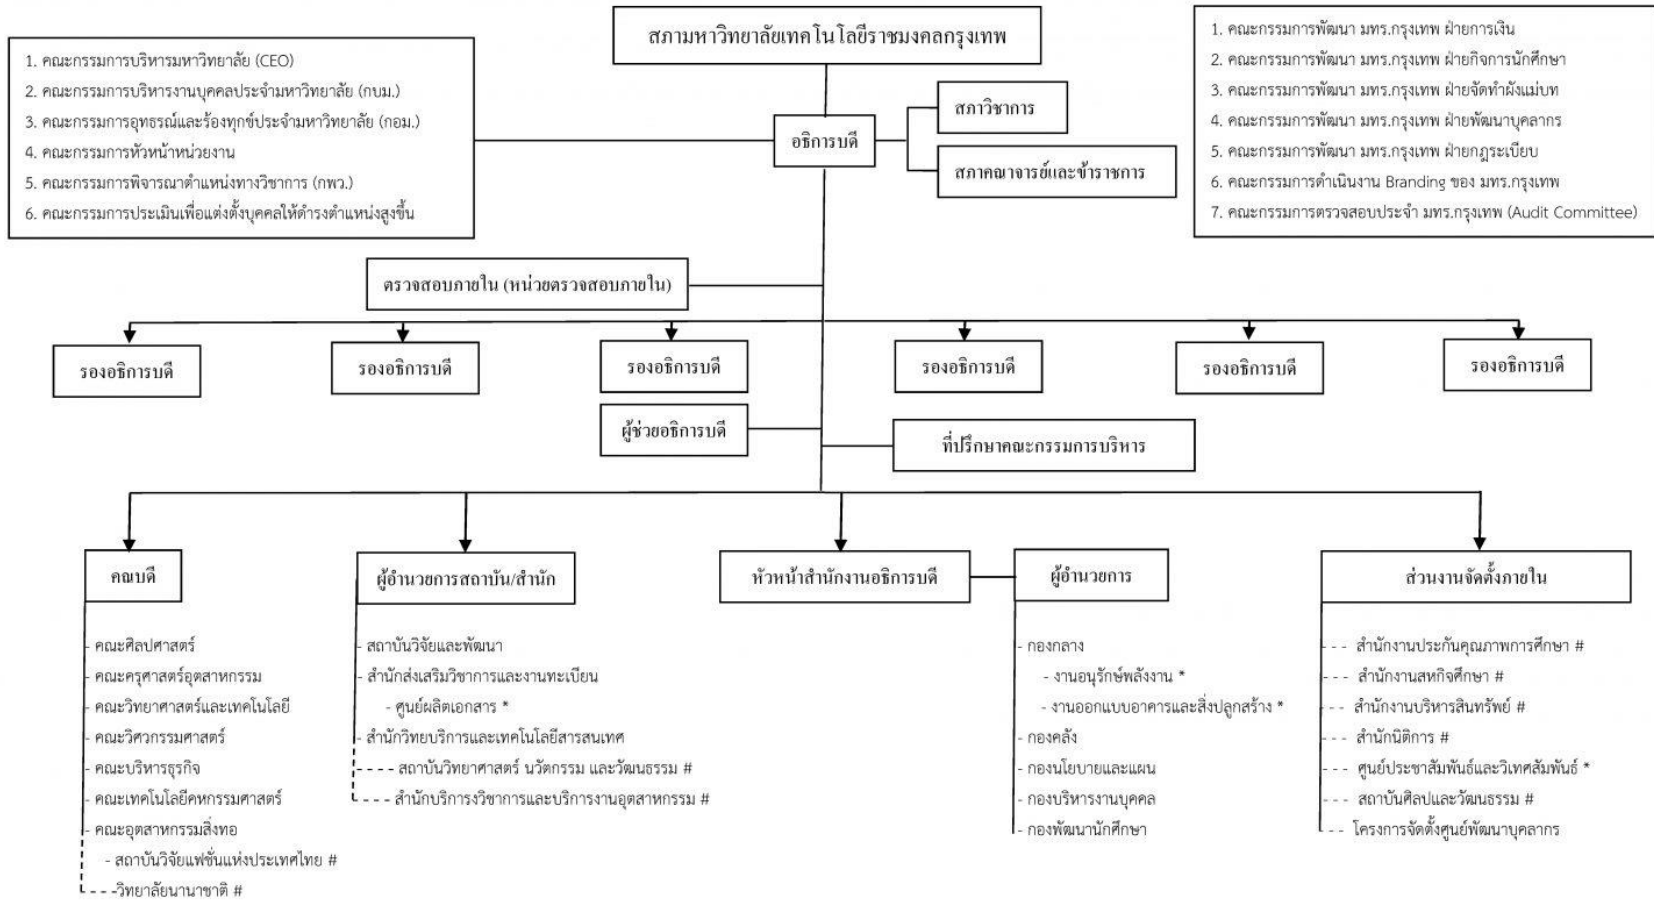 สภามหาวิทยาลัยเทคโนโลยีราชมงคลกรุงเทพ
1. คณะกรรมการบริหารมหาวิทยาลัย (CEO)
2. คณะกรรมการบริหารงานบุคคลประจำมหาวิทยาลัย (กบม.)
3. คณะกรรมการอุทธรณ์และร้องทุกข์ประจำมหาวิทยาลัย (กอม.)
4. คณะกรรมการหัวหน้าหน่วยงาน
5. คณะกรรมการพิจารณาตำแหน่งทางวิชาการ (กพว.)
6. คณะกรรมการประเมินเพื่อแต่งตั้งบุคคลให้ดำรงตำแหน่งสูงขึ้น
1. คณะกรรมการพัฒนา มทร.กรุงเทพ ฝ่ายการเงิน
2. คณะกรรมการพัฒนา มทร.กรุงเทพ ฝ่ายกิจการนักศึกษา
3. คณะกรรมการพัฒนา มทร.กรุงเทพ ฝ่ายจัดทำผังแม่บท
4. คณะกรรมการพัฒนา มทร.กรุงเทพ ฝ่ายพัฒนาบุคลากร
5. คณะกรรมการพัฒนา มทร.กรุงเทพ ฝ่ายกฎระเบียบ
6. คณะกรรมการดำเนินงาน Branding ของ มทร.กรุงเทพ
7. คณะกรรมการตรวจสอบประจำ มทร.กรุงเทพ (Audit Committee)
อธิการบดี
สภาวิชาการ
สภาคณาจารย์และข้าราชการ
ตรวจสอบภายใน (หน่วยตรวจสอบภายใน)
รองอธิการบดี
รองอธิการบดี
รองอธิการบดี
รองอธิการบดี
รองอธิการบดี
รองอธิการบดี
ผู้ช่วยอธิการบดี
ที่ปรึกษาคณะกรรมการบริหาร
คณบดี
- คณะศิลปศาสตร์
- คณะครุศาสตร์อุตสาหกรรม
- คณะวิทยาศาสตร์และเทคโนโลยี
- คณะวิศวกรรมศาสตร์
- คณะบริหารธุรกิจ
- คณะเทคโนโลยีคหกรรมศาสตร์
- คณะอุตสาหกรรมสิ่งทอ
- สถาบันวิจัยแฟชั่นแห่งประเทศไทย #
วิทยาลัยนานาชาติ #
ผู้อำนวยการสถาบัน/สำนัก
- สถาบันวิจัยและพัฒนา
- สำนักส่งเสริมวิชาการและงานทะเบียน
- ศูนย์ผลิตเอกสาร *
- สำนักวิทยบริการและเทคโนโลยีสารสนเทศ
สถาบันวิทยาศาสตร์ นวัตกรรม และวัฒนธรรม #
สำนักบริการงวิชาการและบริการงานอุตสาหกรรม #
หัวหน้าสำนักงานอธิการบดี
ผู้อำนวยการ
- กองกลาง
- งานอนุรักษ์พลังงาน *
- งานออกแบบอาคารและสิ่งปลูกสร้าง *
- กองคลัง
- กองนโยบายและแผน
- กองบริหารงานบุคคล
- กองพัฒนานักศึกษา
ส่วนงานจัดตั้งภายใน
สำนักงานประกันคุณภาพการศึกษา #
สำนักงานสหกิจศึกษา #
สำนักงานบริหารสินทรัพย์ #
สำนักนิติการ #
ศูนย์ประชาสัมพันธ์และวิเทศสัมพันธ์ *
สถาบันศิลปและวัฒนธรรม #
โครงการจัดตั้งศูนย์พัฒนาบุคลากร